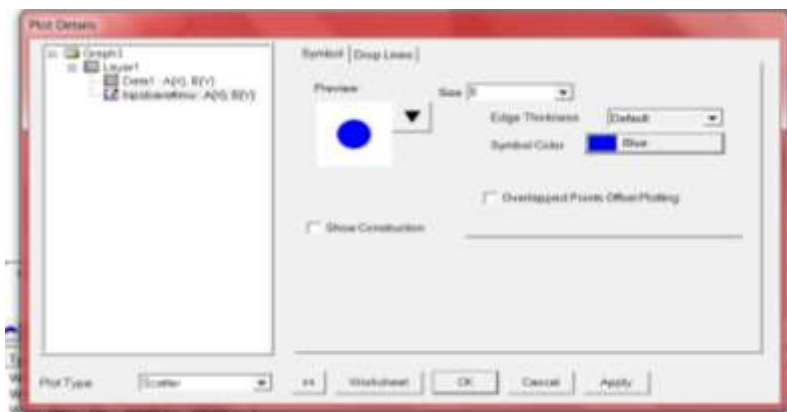 Plot Details
Graph1
Layer1
Data1 : A(X), B(Y)
A(X), B(Y)
Symbol
Drop Lines
Preview
Size
Edge Thickness
Default
Symbol Color
Blue
Overlapped Points Offset Plotting
Show Construction
Plot Type
Scatter
<<
Worksheet
OK
Cancel
Apply